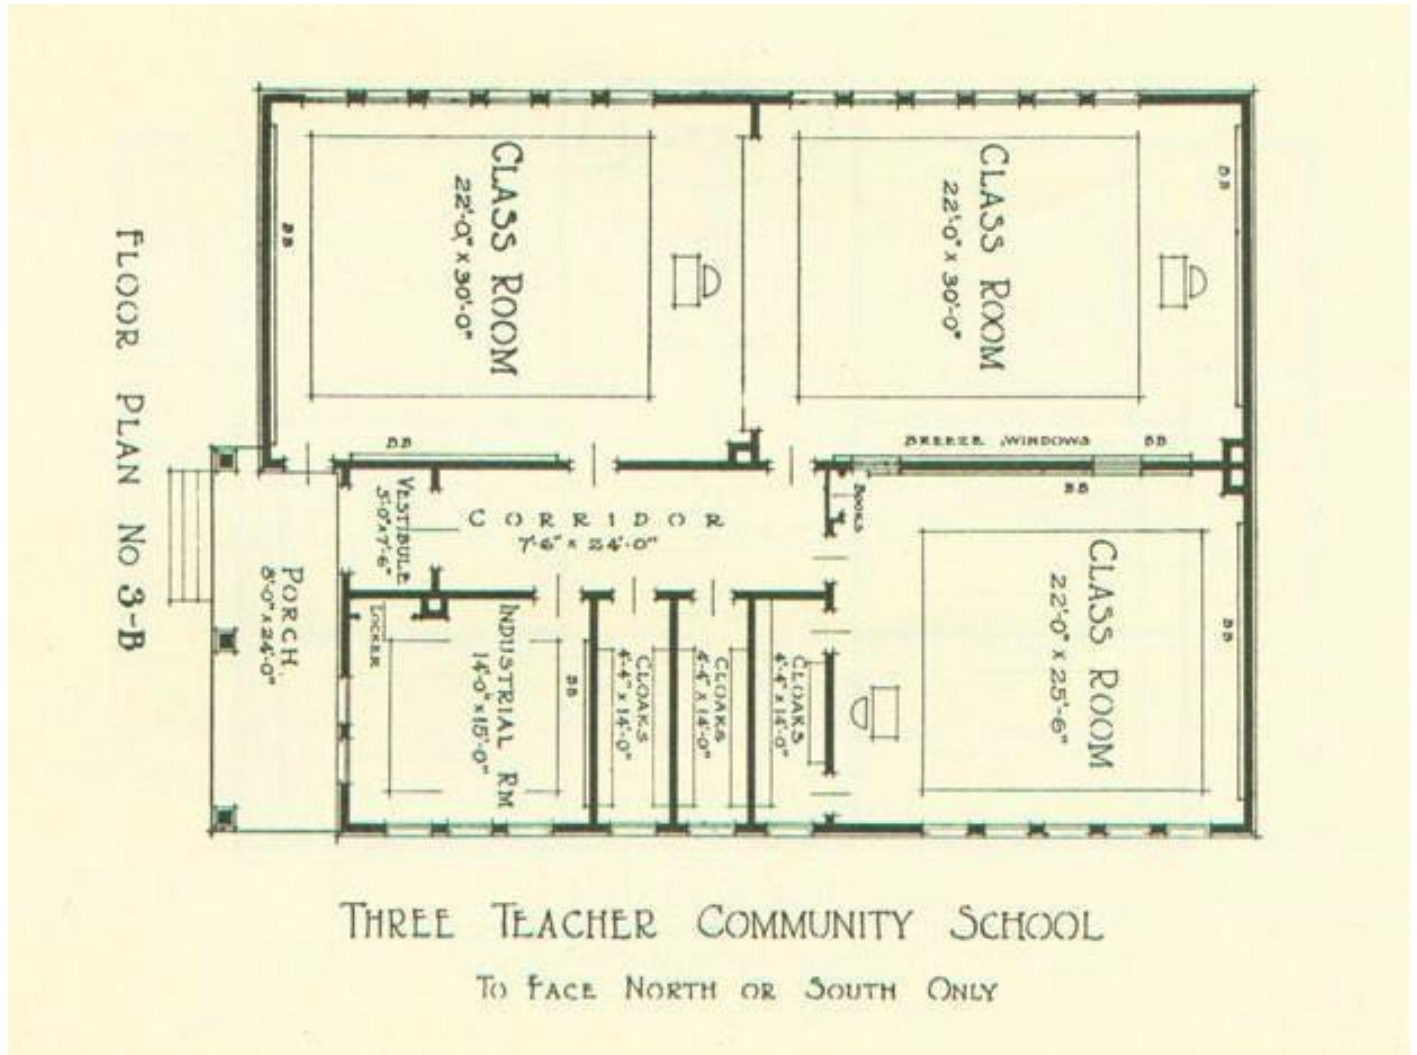 CLASS ROOM
22'-0" x 30'-0"
BB
BB
CLASS ROOM
22'-0" x 30'-0"
BB
BREEZE WINDOWS BB
BB
VESTIBULE
5'-0" x 7'-6"
CORRIDOR
7'-6" x 24'-0"
BOOKS
PORCH
8'-0" x 24'-0"
LOCKER
INDUSTRIAL RM
14'-0" x 15'-0"
BB
CLOAKS
4'-4" x 14'-0"
CLOAKS
4'-4" x 14'-0"
CLOAKS
4'-4" x 14'-0"
CLASS ROOM
22'-0" x 25'-6"
BB
FLOOR PLAN NO 3-B
THREE TEACHER COMMUNITY SCHOOL
TO FACE NORTH OR SOUTH ONLY